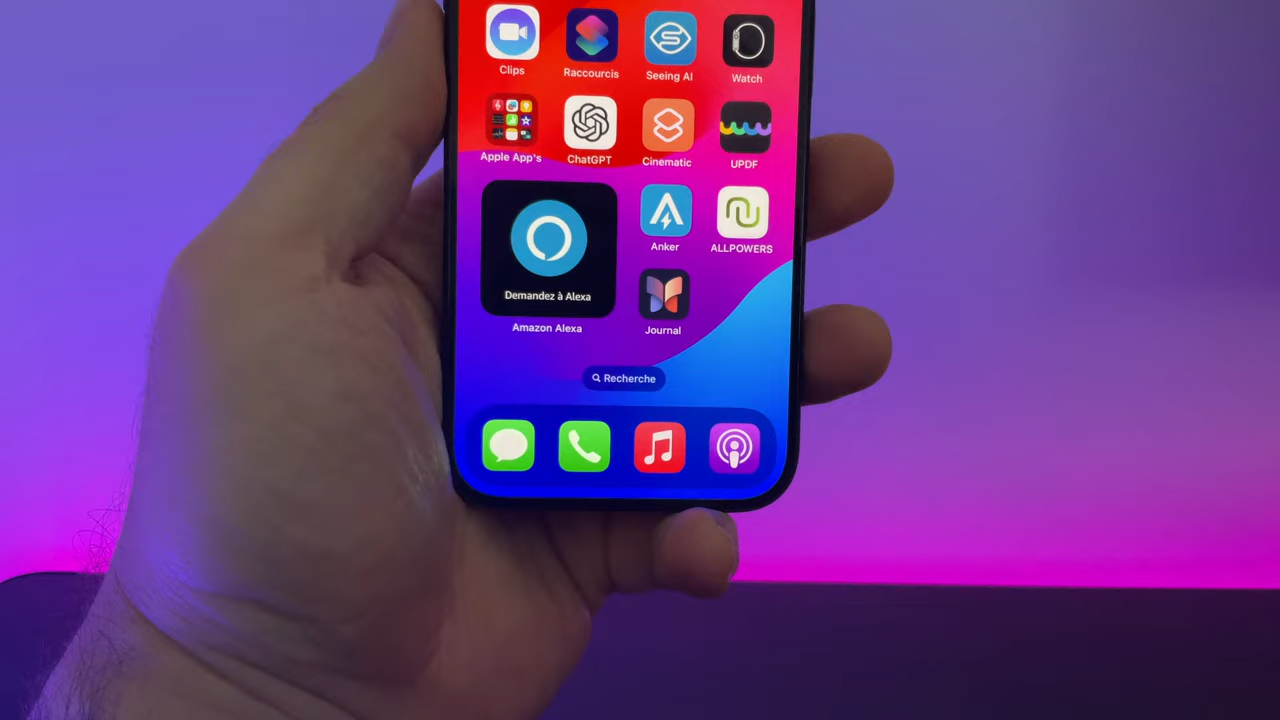 Clips Raccourcis Seeing AI Watch
Apple App's ChatGPT Cinematic UPDF
Anker ALLPOWERS
Demandez à Alexa
Amazon Alexa Journal
Recherche